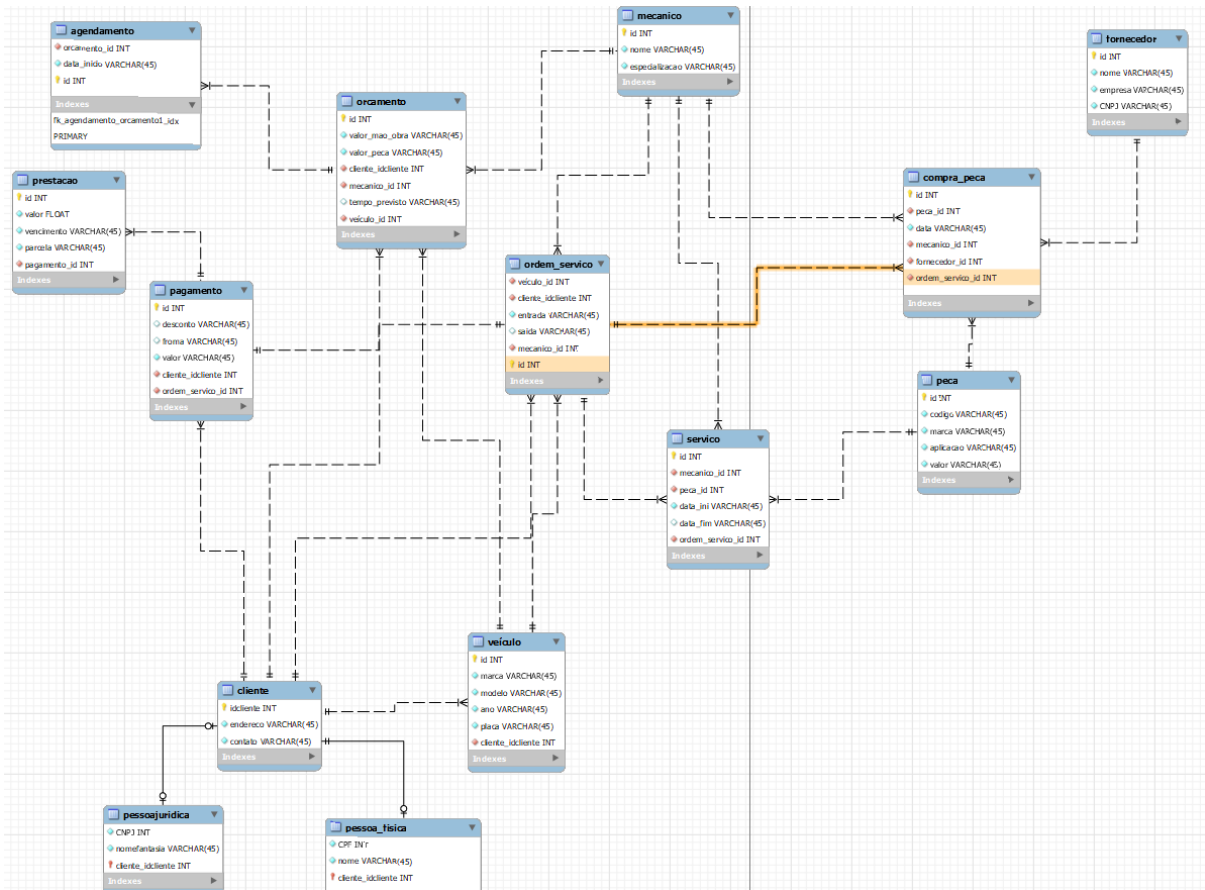 agendamento
orcamento_id INT
data_inido VARCHAR(45)
id INT
Indexes
fk_agendamento_orcamento1_idx
PRIMARY
mecanico
id INT
nome VARCHAR(45)
especializacao VARCHAR(45)
Indexes
fornecedor
id INT
nome VARCHAR(45)
empresa VARCHAR(45)
CNPJ VARCHAR(45)
Indexes
orcamento
id INT
valor_mao_obra VARCHAR(45)
valor_peca VARCHAR(45)
cliente_idcliente INT
mecanico_id INT
tempo_previsto VARCHAR(45)
veículo_id INT
Indexes
prestacao
id INT
valor FLOAT
vencimento VARCHAR(45)
parcela VARCHAR(45)
pagamento_id INT
Indexes
compra_peca
id INT
peca_id INT
data VARCHAR(45)
mecanico_id INT
fornecedor_id INT
ordem_servico_id INT
Indexes
ordem_servico
veículo_id INT
cliente_idcliente INT
entrada VARCHAR(45)
saida VARCHAR(45)
mecanico_id INT
id INT
Indexes
pagamento
id INT
desconto VARCHAR(45)
froma VARCHAR(45)
valor VARCHAR(45)
cliente_idcliente INT
ordem_servico_id INT
Indexes
peca
id INT
codigo VARCHAR(45)
marca VARCHAR(45)
aplicacao VARCHAR(45)
valor VARCHAR(45)
Indexes
servico
id INT
mecanico_id INT
peca_id INT
data_ini VARCHAR(45)
data_fim VARCHAR(45)
ordem_servico_id INT
Indexes
veículo
id INT
marca VARCHAR(45)
modelo VARCHAR(45)
ano VARCHAR(45)
placa VARCHAR(45)
cliente_idcliente INT
Indexes
cliente
idcliente INT
endereco VARCHAR(45)
contato VARCHAR(45)
Indexes
pessoajuridica
CNPJ INT
nomefantasia VARCHAR(45)
cliente_idcliente INT
Indexes
pessoa_fisica
CPF INT
nome VARCHAR(45)
cliente_idcliente INT